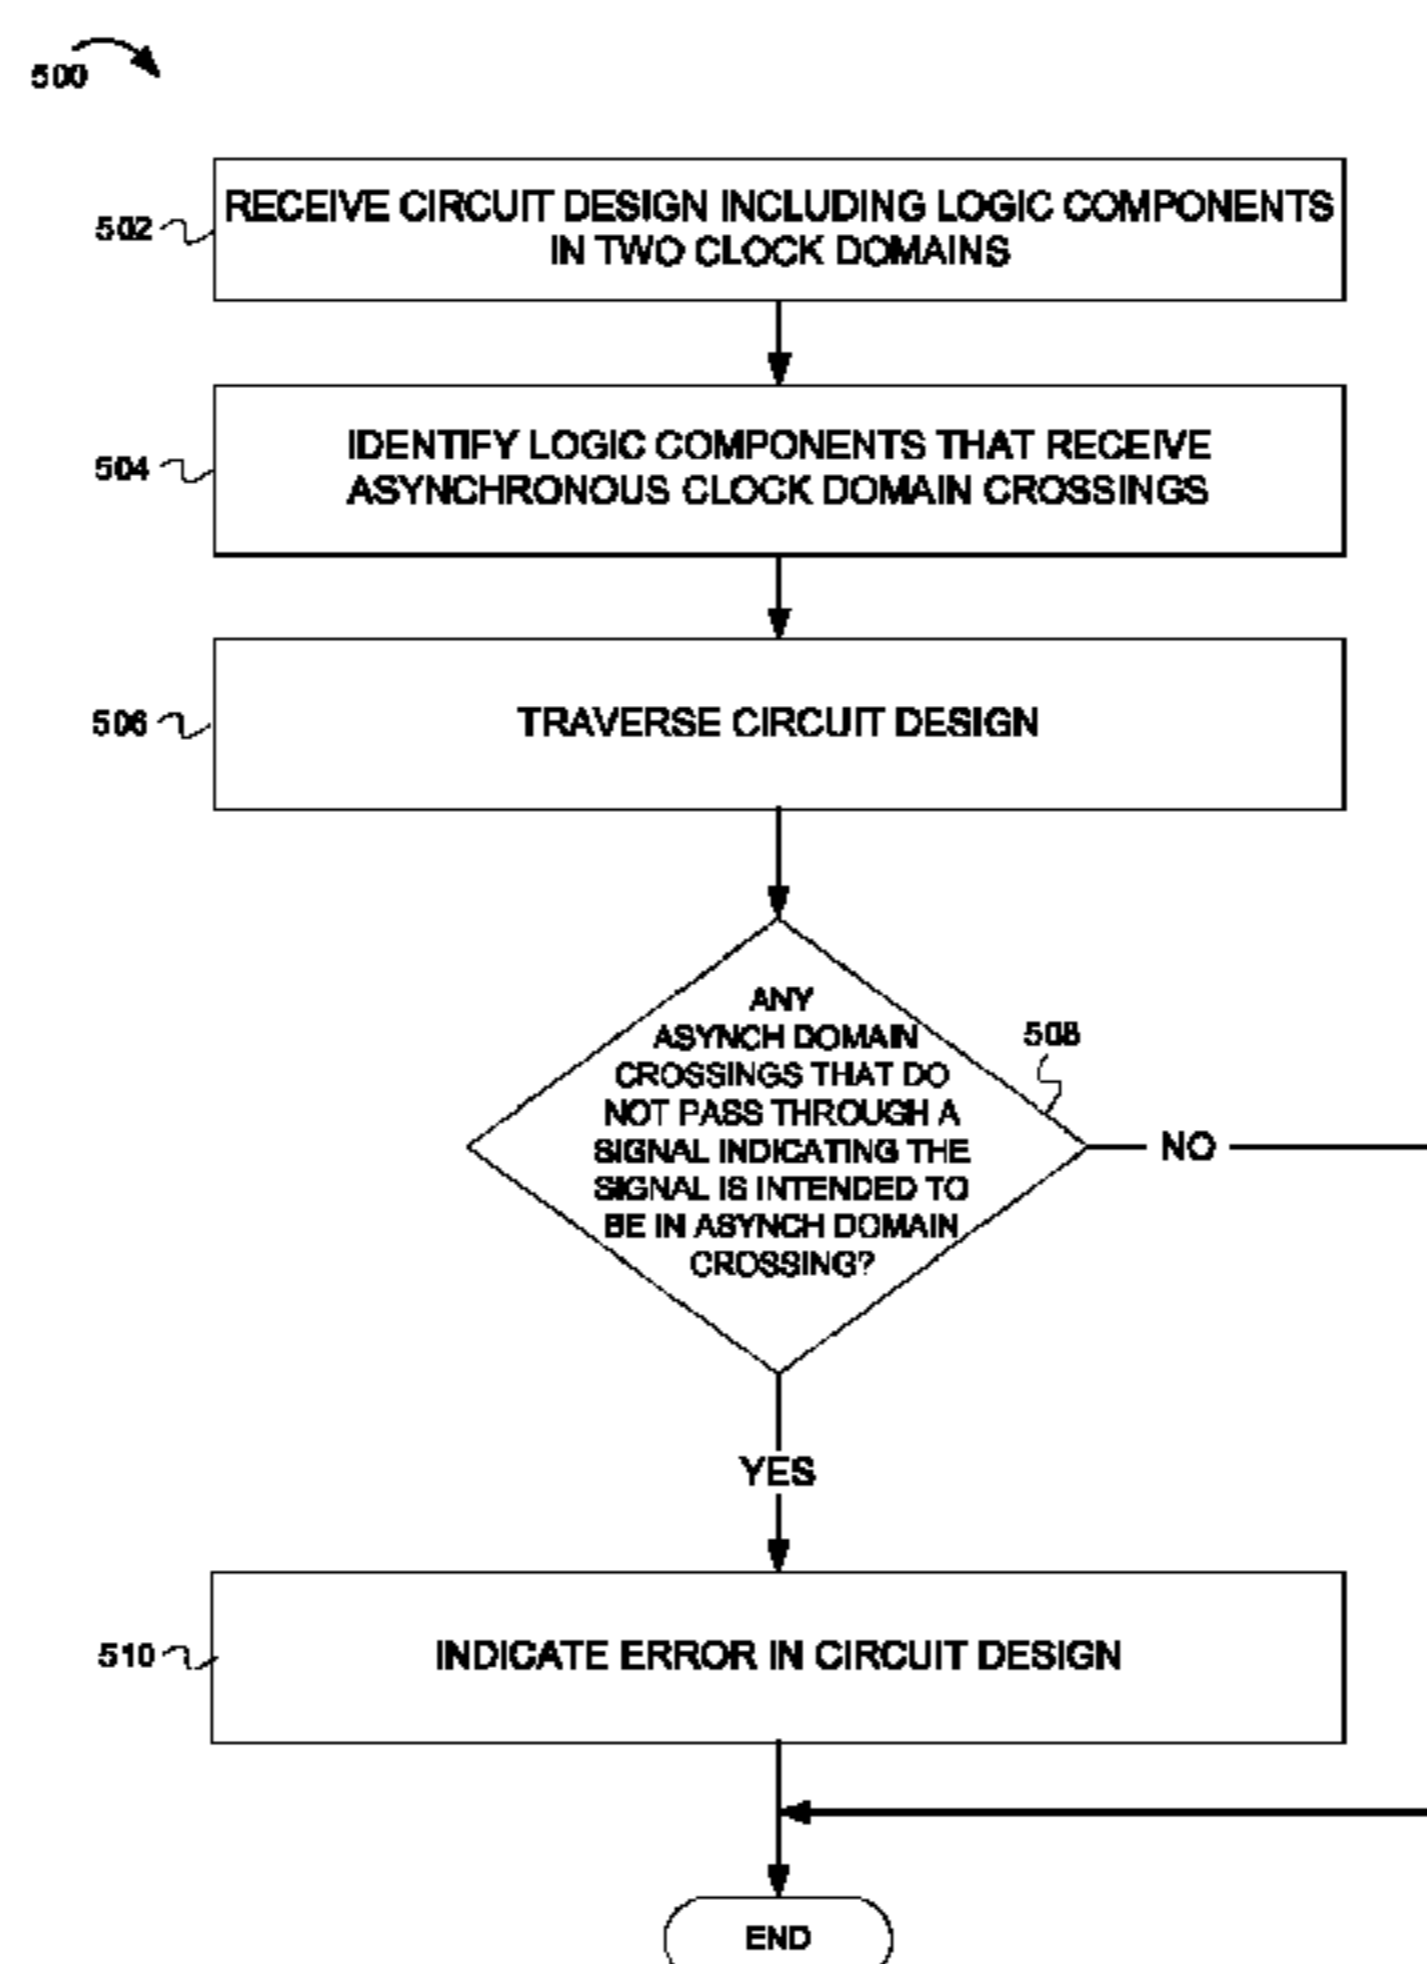 500
502
RECEIVE CIRCUIT DESIGN INCLUDING LOGIC COMPONENTS
IN TWO CLOCK DOMAINS
504
IDENTIFY LOGIC COMPONENTS THAT RECEIVE
ASYNCHRONOUS CLOCK DOMAIN CROSSINGS
506
TRAVERSE CIRCUIT DESIGN
508
ANY
ASYNCH DOMAIN
CROSSINGS THAT DO
NOT PASS THROUGH A
SIGNAL INDICATING THE
SIGNAL IS INTENDED TO
BE IN ASYNCH DOMAIN
CROSSING?
NO
YES
510
INDICATE ERROR IN CIRCUIT DESIGN
END